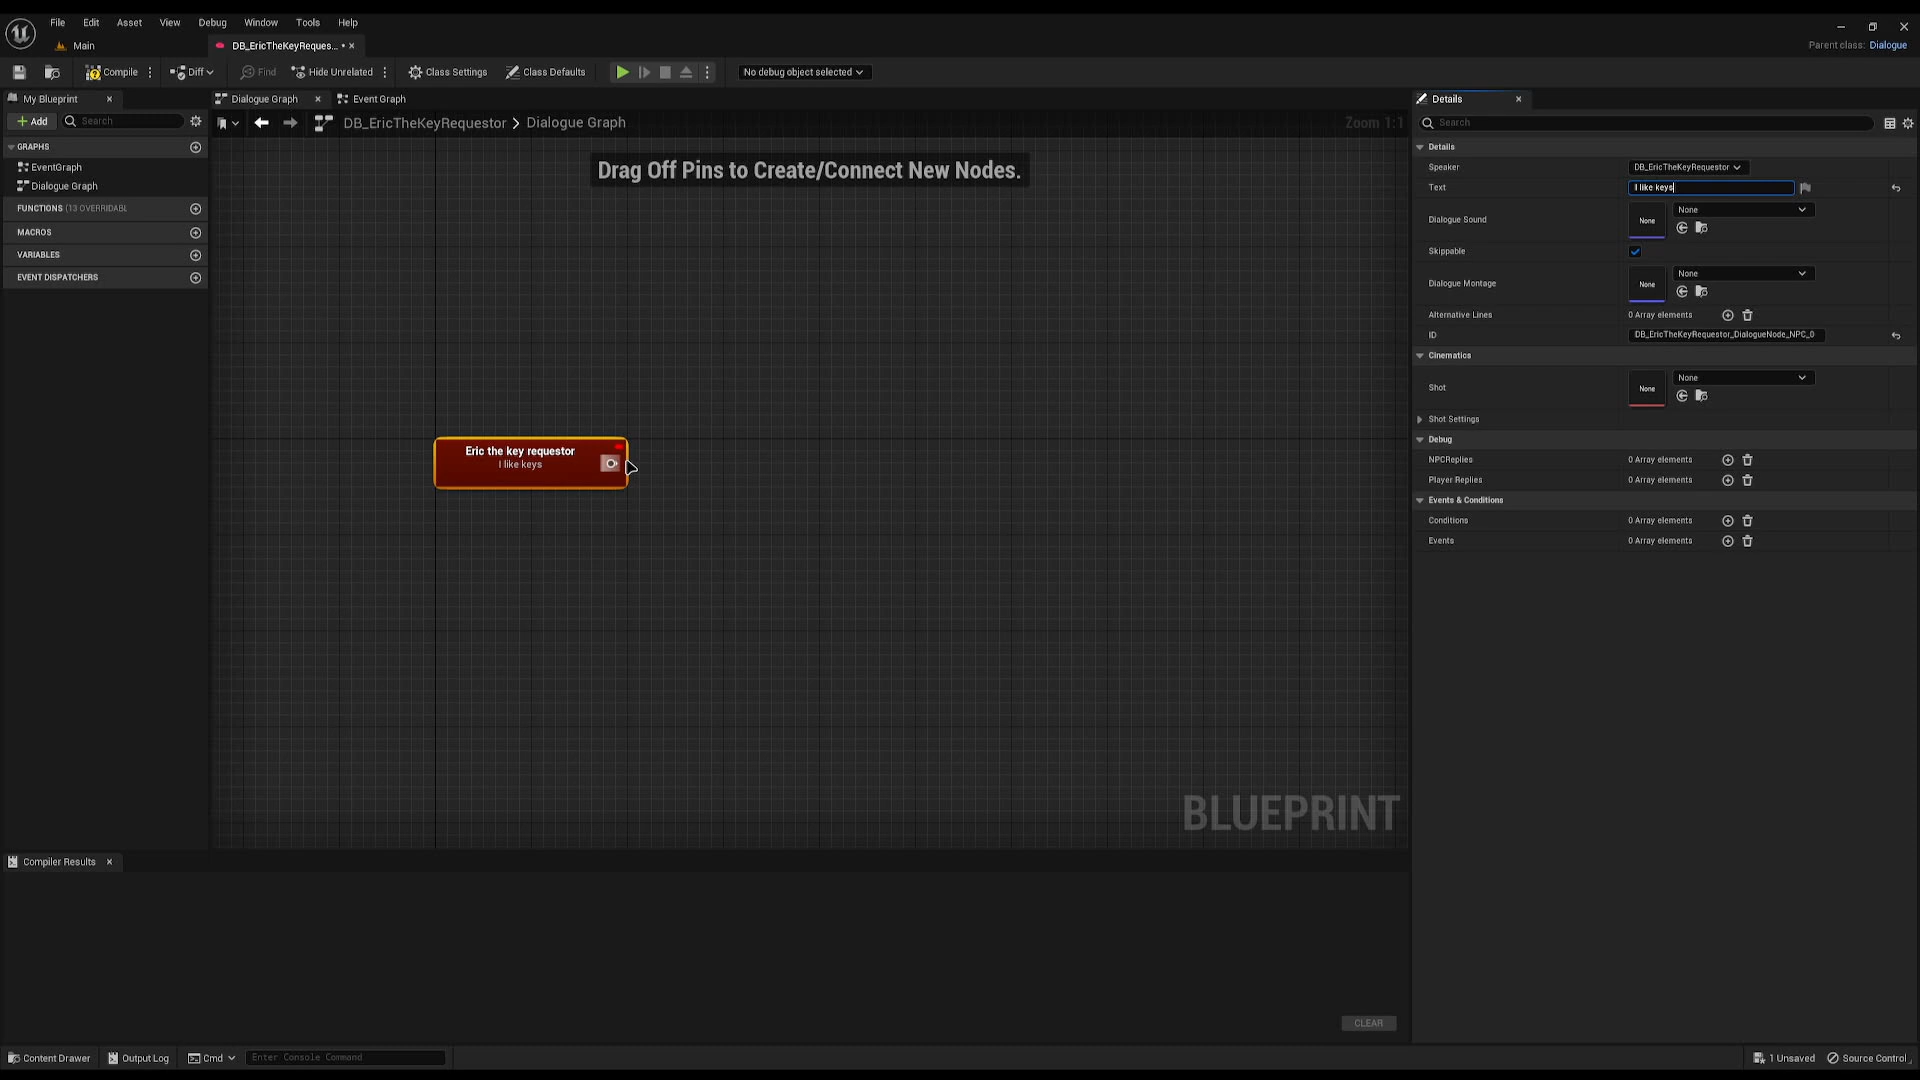 File Edit Asset View Debug Window Tools Help
Main
DB_EricTheKeyReques...
Parent class: Dialogue
Compile
Diff
Find
Hide Unrelated
Class Settings
Class Defaults
No debug object selected
My Blueprint
Add
Search
GRAPHS
EventGraph
Dialogue Graph
FUNCTIONS (13 OVERRIDABL
MACROS
VARIABLES
EVENT DISPATCHERS
Dialogue Graph
Event Graph
DB_EricTheKeyRequestor > Dialogue Graph
Zoom 1:1
Drag Off Pins to Create/Connect New Nodes.
Eric the key requestor
I like keys
BLUEPRINT
Details
Search
Details
Speaker DB_EricTheKeyRequestor
Text I like keys
Dialogue Sound None None
Skippable
Dialogue Montage None None
Alternative Lines 0 Array elements
ID DB_EricTheKeyRequestor_DialogueNode_NPC_0
Cinematics
Shot None None
Shot Settings
Debug
NPCReplies 0 Array elements
Player Replies 0 Array elements
Events & Conditions
Conditions 0 Array elements
Events 0 Array elements
Compiler Results
CLEAR
Content Drawer
Output Log
Cmd
Enter Console Command
1 Unsaved
Source Control